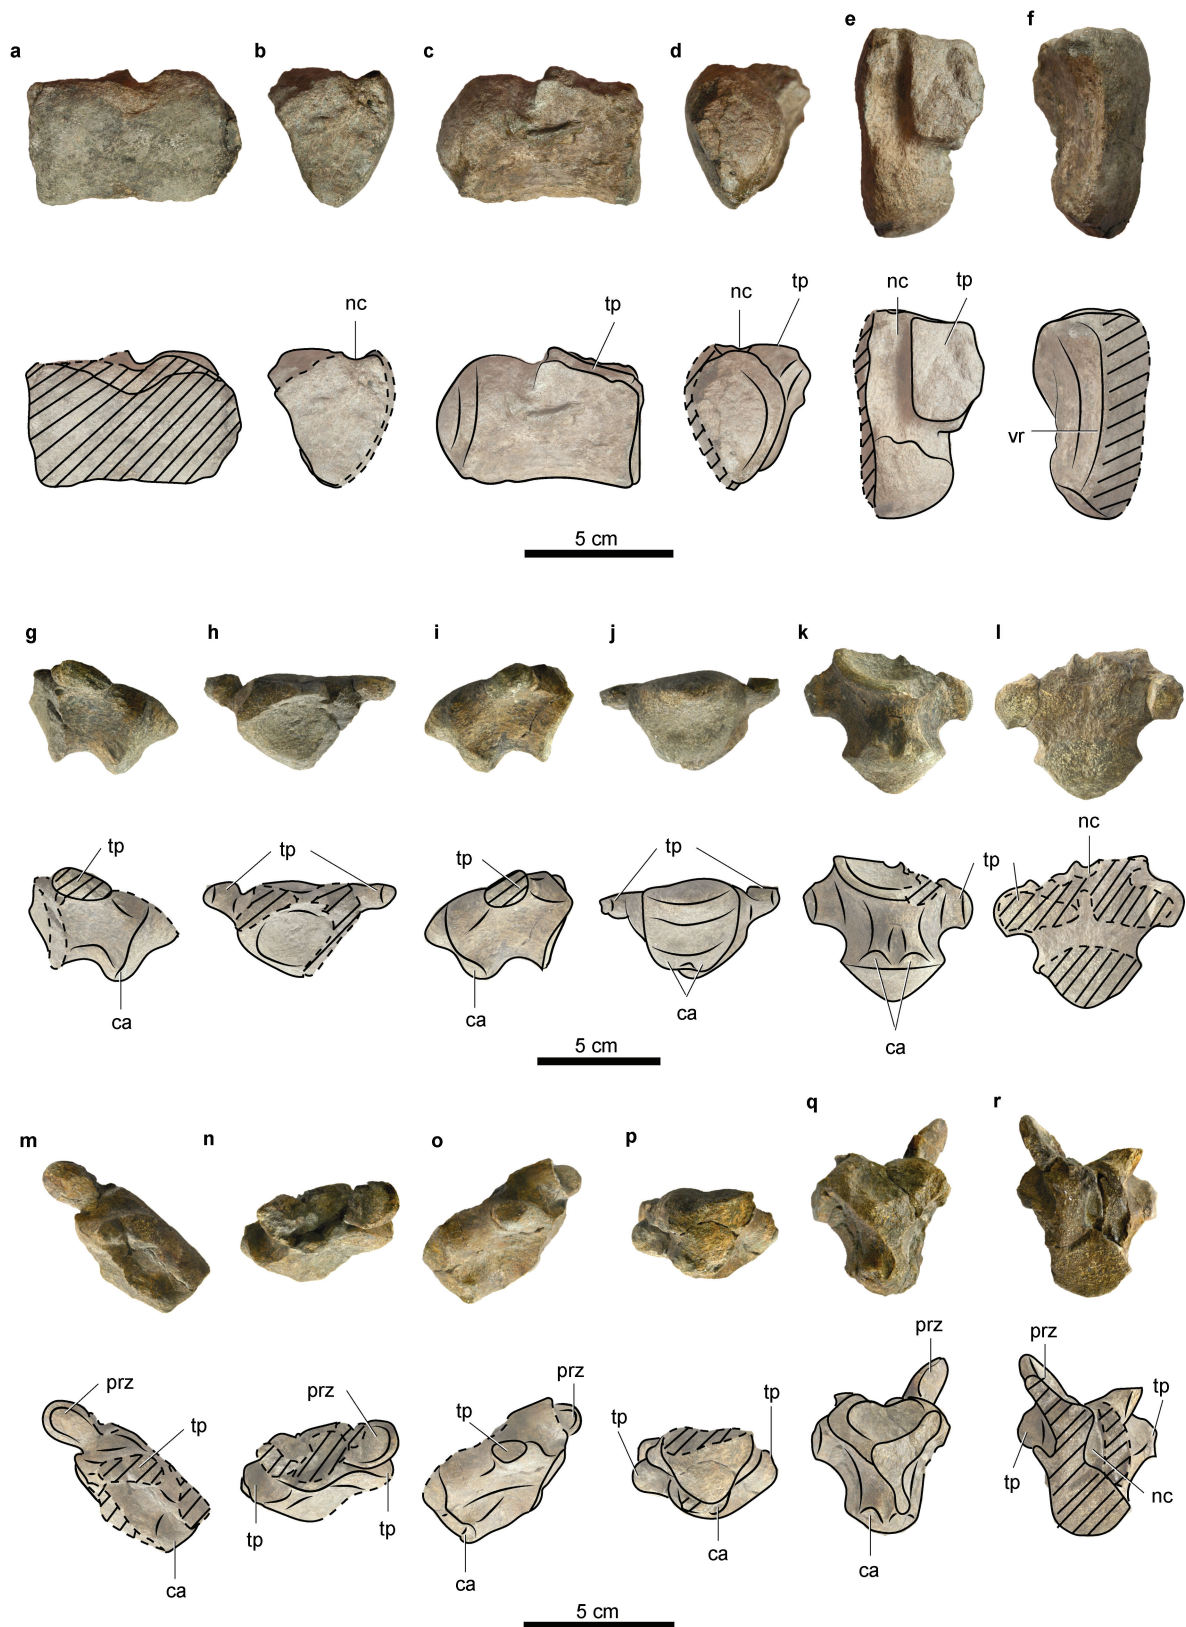 a b c d e f
nc tp nc tp nc tp
vr
5 cm
g h i j k l
tp tp tp tp tp nc
ca ca ca ca
5 cm
m n o p q r
prz prz tp prz tp tp prz prz tp
tp tp tp ca ca ca ca tp nc
ca
5 cm